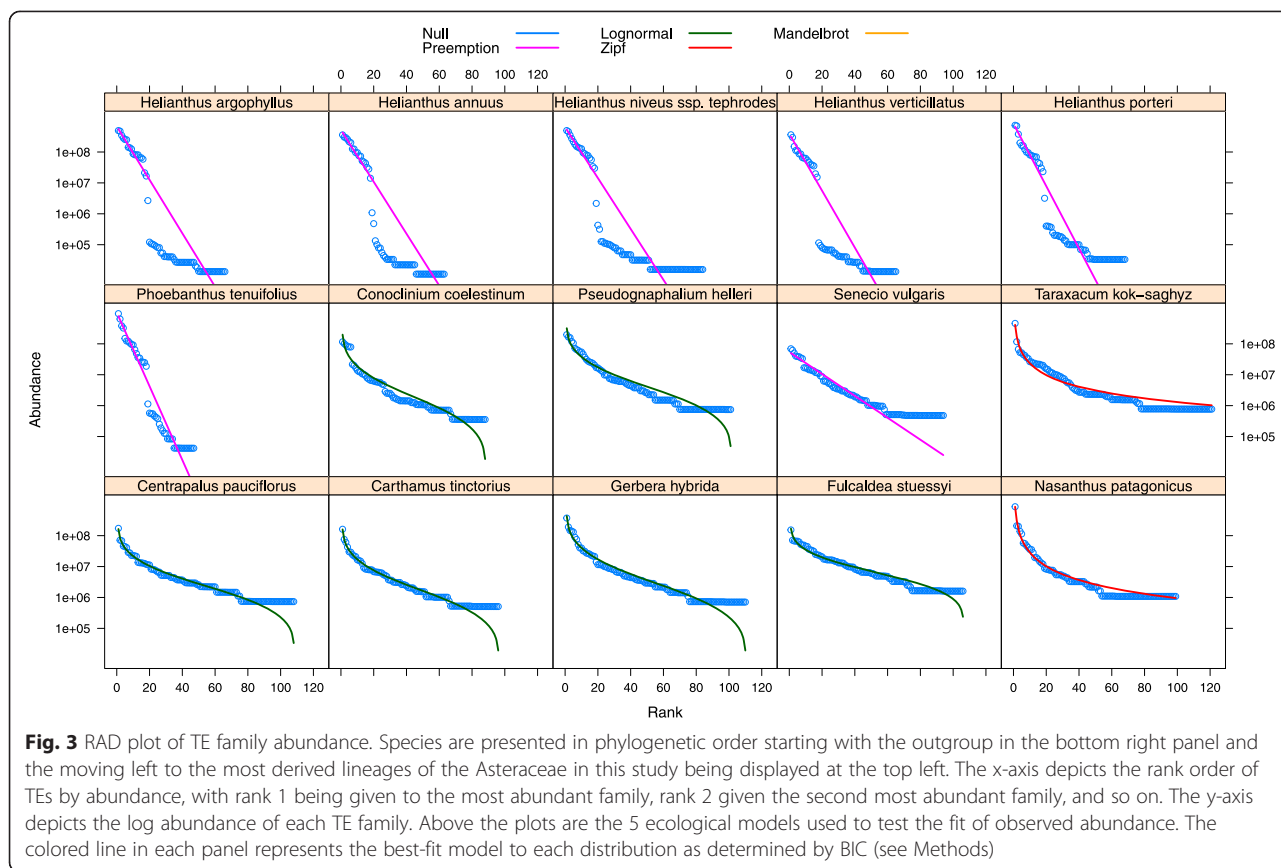 Null Lognormal Mandelbrot
Preemption Zipf
0 20 40 60 80 100 120 0 20 40 60 80 100 120
Helianthus argophyllus Helianthus annuus Helianthus niveus ssp. tephrodes Helianthus verticillatus Helianthus porteri
1e+08
1e+07
1e+06
1e+05
Phoebanthus tenuifolius Conoclinium coelestinum Pseudognaphalium helleri Senecio vulgaris Taraxacum kok−saghyz
1e+08
1e+07
1e+06
1e+05
Abundance
Centrapalus pauciflorus Carthamus tinctorius Gerbera hybrida Fulcaldea stuessyi Nasanthus patagonicus
1e+08
1e+07
1e+06
1e+05
0 20 40 60 80 100 120 0 20 40 60 80 100 120 0 20 40 60 80 100 120
Rank
Fig. 3 RAD plot of TE family abundance. Species are presented in phylogenetic order starting with the outgroup in the bottom right panel and
the moving left to the most derived lineages of the Asteraceae in this study being displayed at the top left. The x-axis depicts the rank order of
TEs by abundance, with rank 1 being given to the most abundant family, rank 2 given the second most abundant family, and so on. The y-axis
depicts the log abundance of each TE family. Above the plots are the 5 ecological models used to test the fit of observed abundance. The
colored line in each panel represents the best-fit model to each distribution as determined by BIC (see Methods)